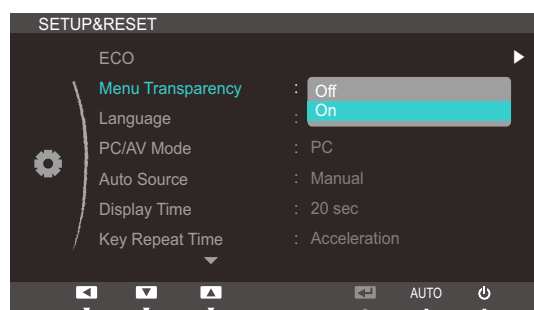 SETUP&RESET
ECO
Menu Transparency : Off
On
Language :
PC/AV Mode : PC
Auto Source : Manual
Display Time : 20 sec
Key Repeat Time : Acceleration
AUTO